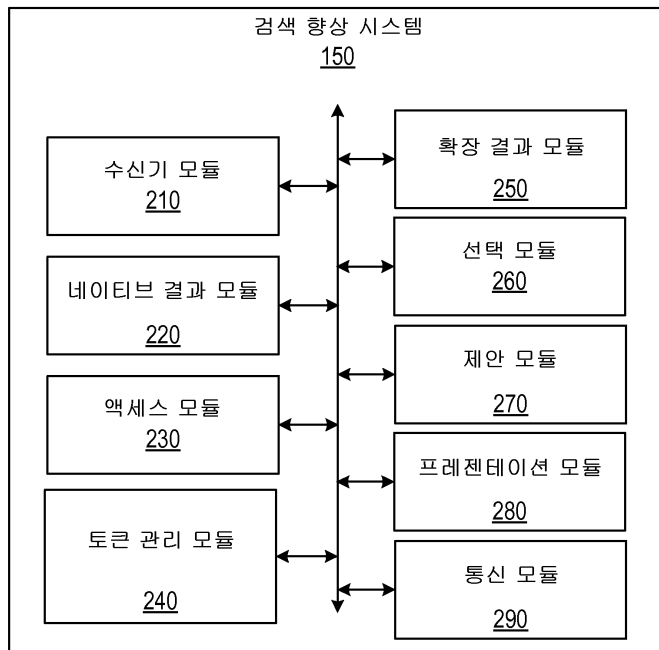 검색 향상 시스템
150
수신기 모듈
210
네이티브 결과 모듈
220
액세스 모듈
230
토큰 관리 모듈
240
확장 결과 모듈
250
선택 모듈
260
제안 모듈
270
프레젠테이션 모듈
280
통신 모듈
290